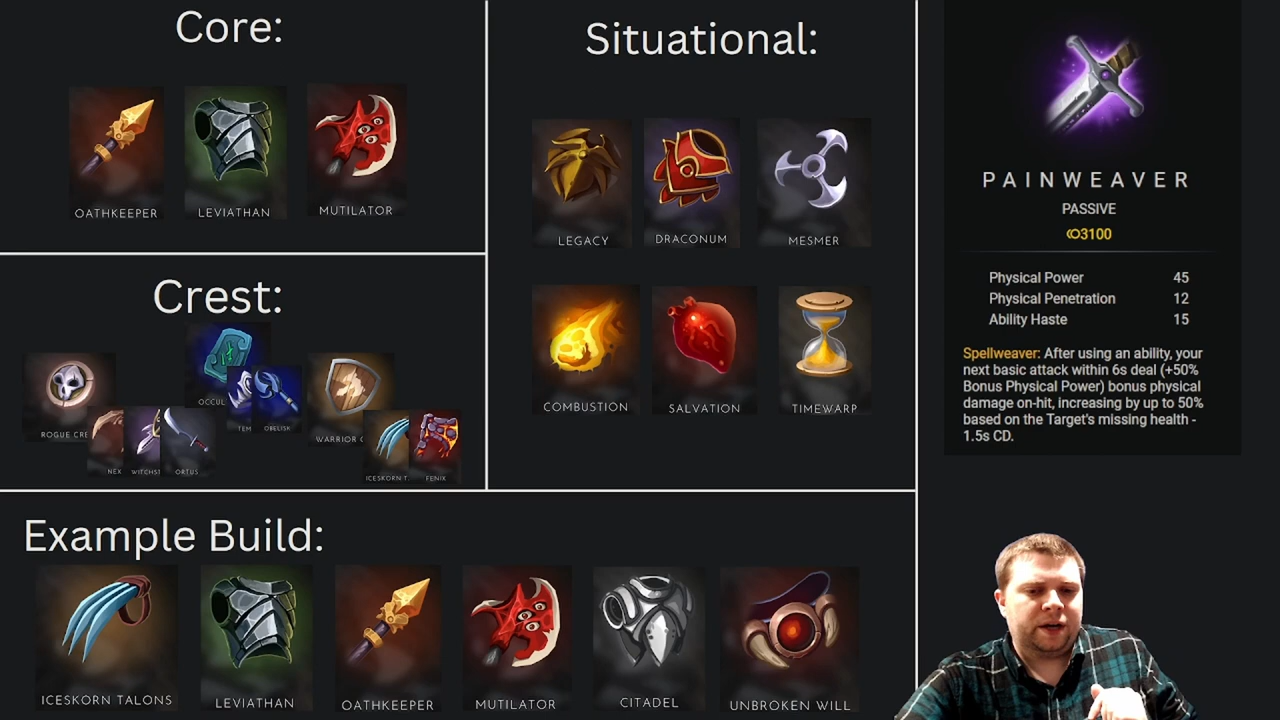 Core:
OATHKEEPER
LEVIATHAN
MUTILATOR
Situational:
LEGACY
DRACONUM
MESMER
COMBUSTION
SALVATION
TIMEWARP
Crest:
ROGUE CRE
NEX
WITCHST
ORTUS
OCCUL
TEM
OBELISK
WARRIOR C
ICESKORN T.
FENIX
Example Build:
ICESKORN TALONS
LEVIATHAN
OATHKEEPER
MUTILATOR
CITADEL
UNBROKEN WILL
PAINWEAVER
PASSIVE
3100
Physical Power 45
Physical Penetration 12
Ability Haste 15
Spellweaver: After using an ability, your
next basic attack within 6s deal (+50%
Bonus Physical Power) bonus physical
damage on-hit, increasing by up to 50%
based on the Target's missing health -
1.5s CD.